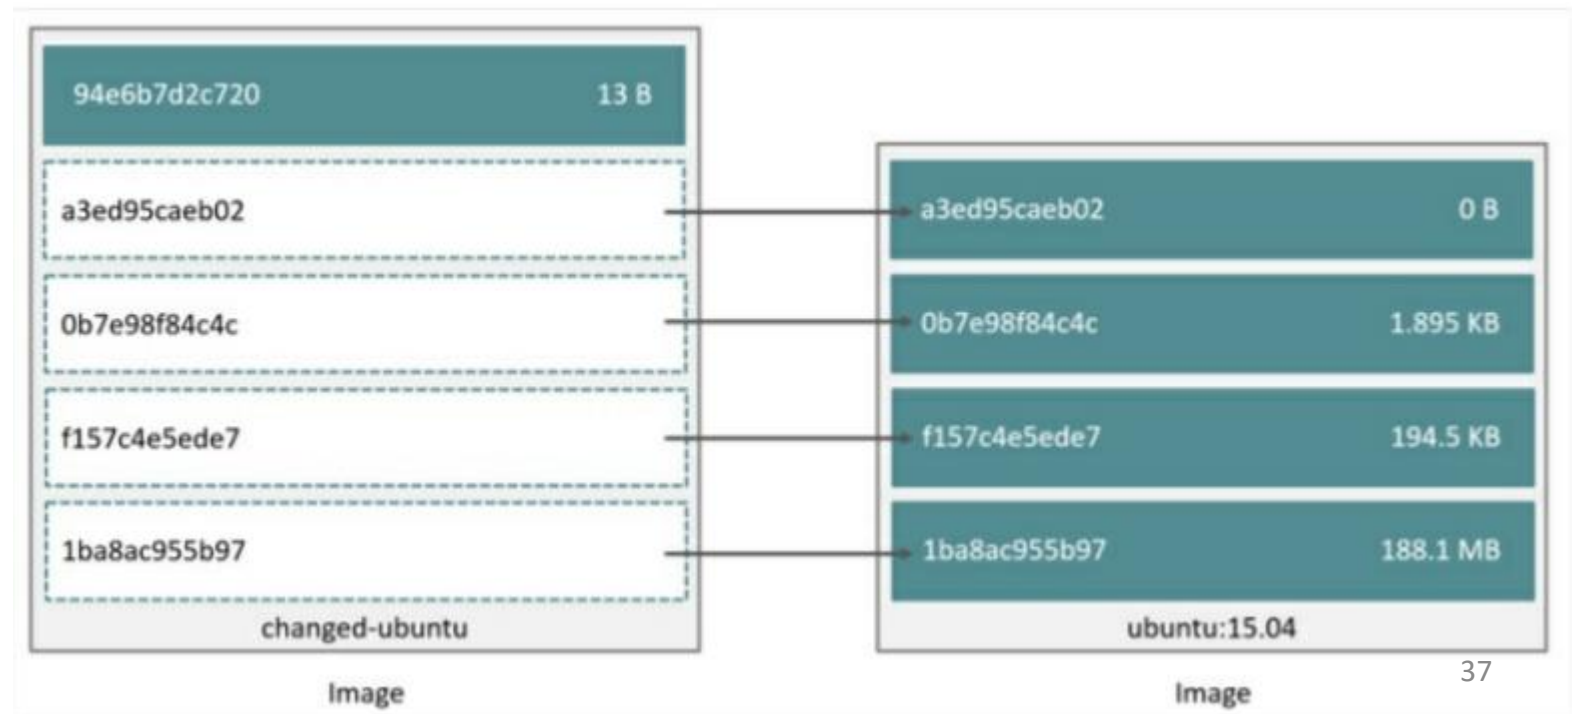 94e6b7d2c720 13 B
a3ed95caeb02
0b7e98f84c4c
f157c4e5ede7
1ba8ac955b97
changed-ubuntu
Image
a3ed95caeb02 0 B
0b7e98f84c4c 1.895 KB
f157c4e5ede7 194.5 KB
1ba8ac955b97 188.1 MB
ubuntu:15.04
37
Image